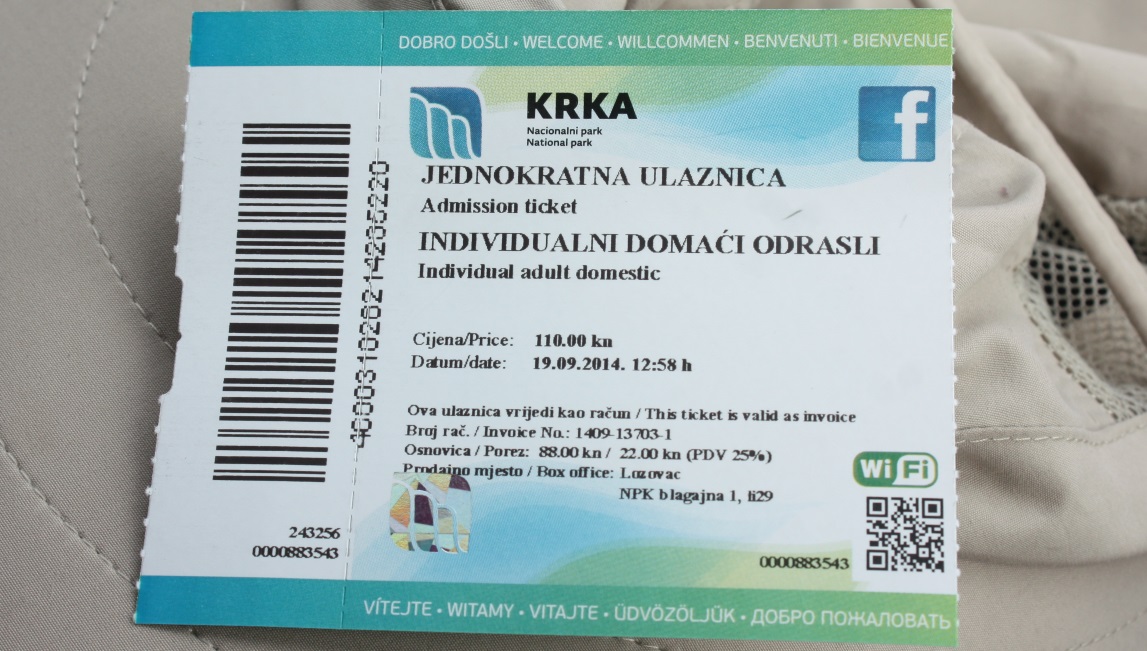 DOBRO DOŠLI • WELCOME • WILLCOMMEN • BENVENUTI • BIENVENUE
KRKA
Nacionalni park
National park
f
JEDNOKRATNA ULAZNICA
Admission ticket
INDIVIDUALNI DOMAĆI ODRASLI
Individual adult domestic
Cijena/Price: 110.00 kn
Datum/date: 19.09.2014. 12:58 h
Ova ulaznica vrijedi kao račun / This ticket is valid as invoice
Broj rač. / Invoice No.: 1409-13703-1
Osnovica / Porez: 88.00 kn / 22.00 kn (PDV 25%)
Prodajno mjesto / Box office: Lozovac
NPK blagajna 1, fi29
Wi Fi
0000883543
243256
0000883543
VÍTEJTE • WITAMY • VITAJTE • ÜDVÖZÖLJÜK • ДОБРО ПОЖАЛОВАТЬ